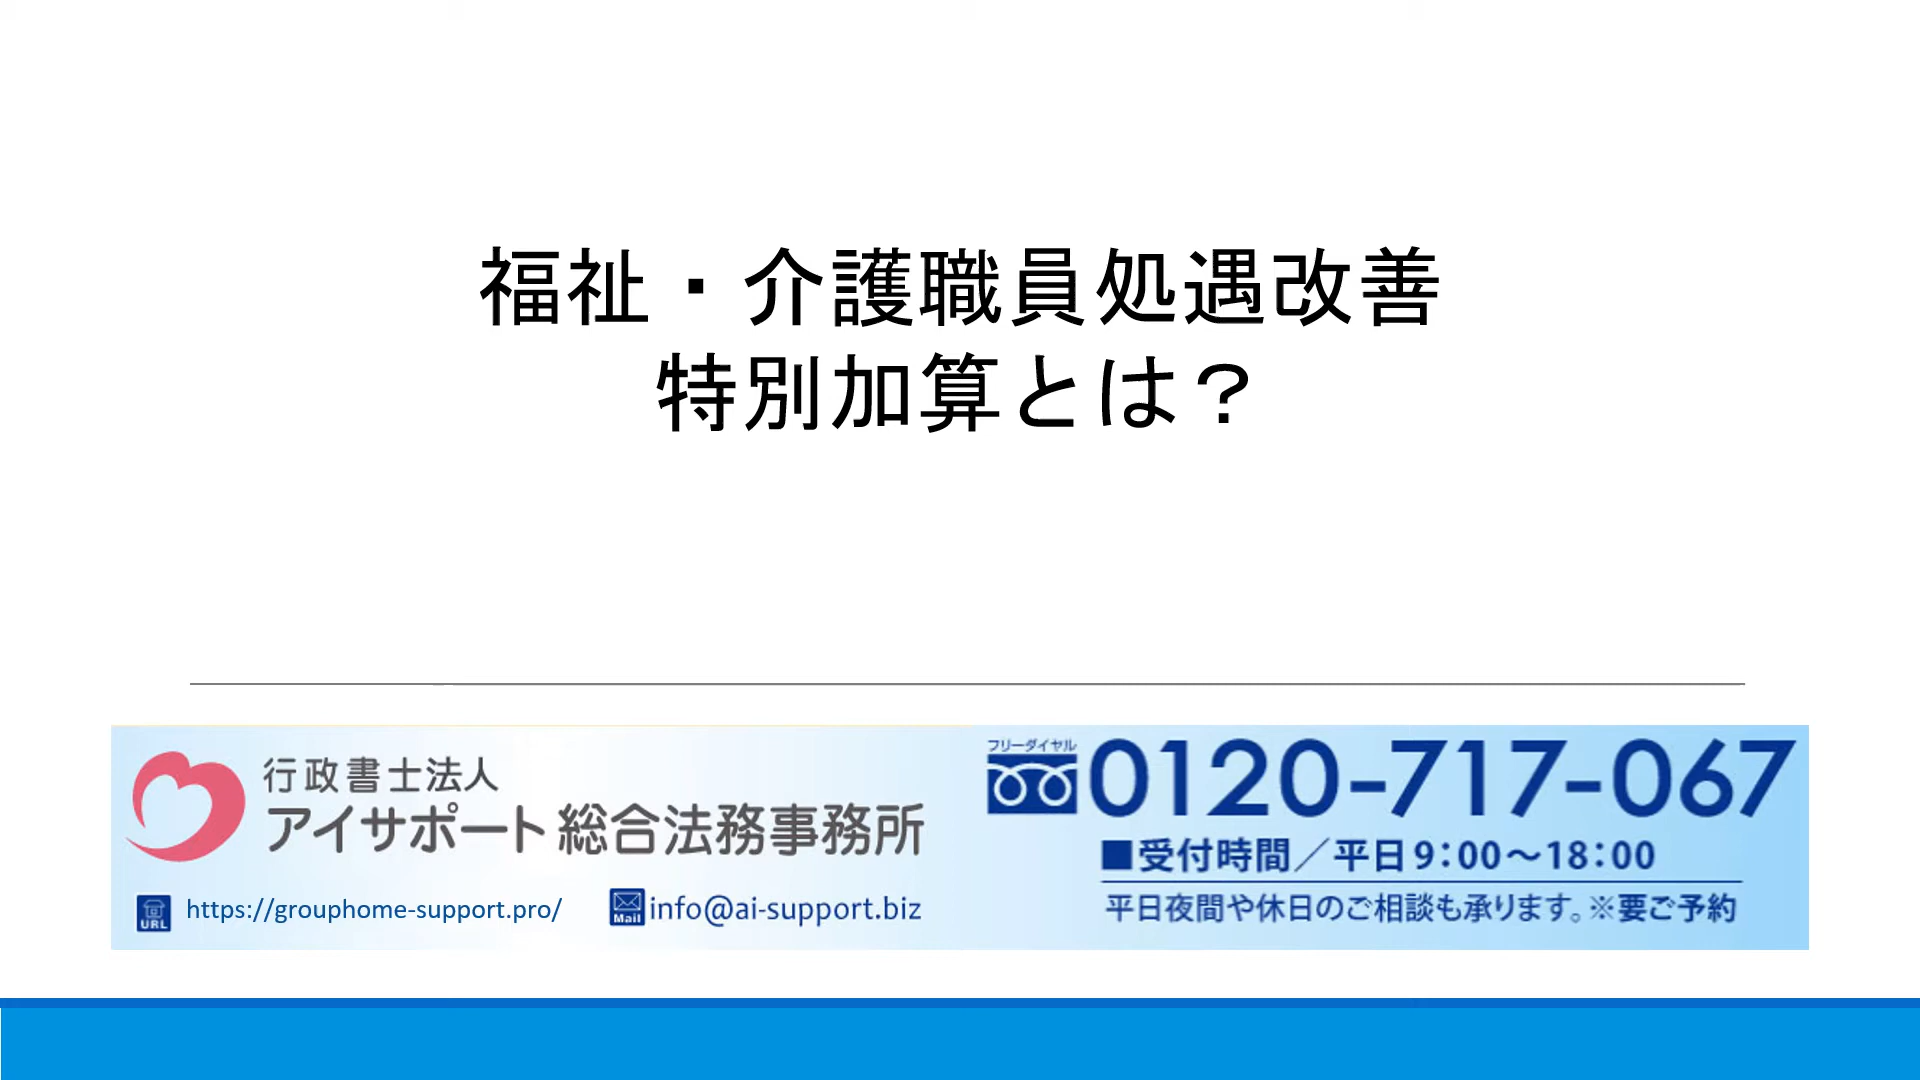 福祉・介護職員処遇改善
特別加算とは？
行政書士法人
アイサポート総合法務事務所
URL
https://grouphome-support.pro/
Mail
info@ai-support.biz
フリーダイヤル
0120-717-067
■受付時間／平日9：00～18：00
平日夜間や休日のご相談も承ります。※要ご予約